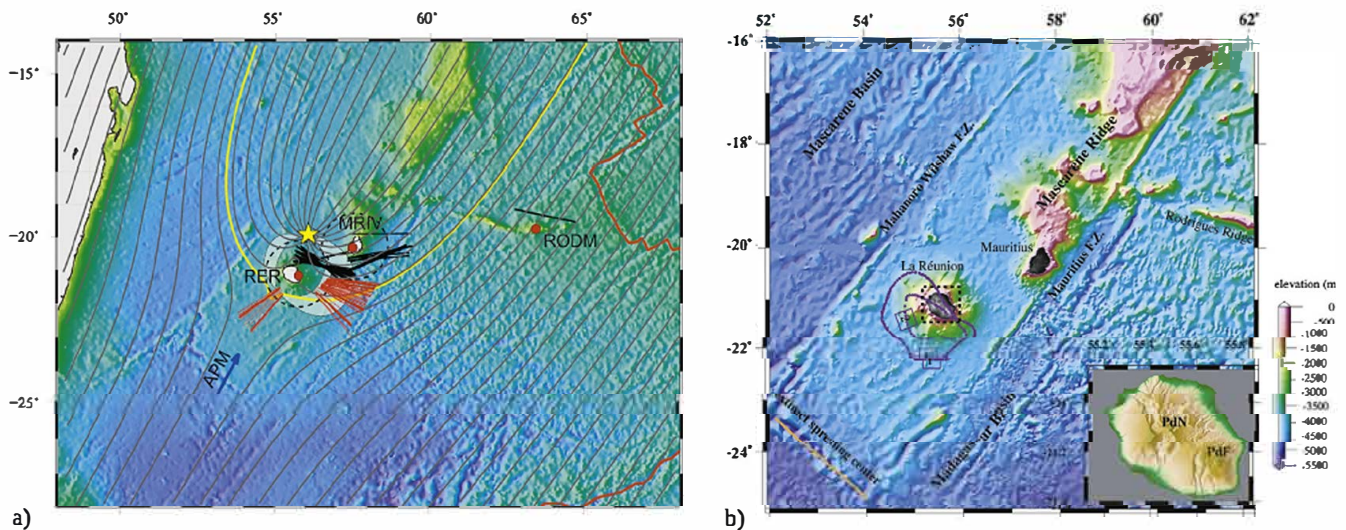 50° 55° 60° 65°
−15°
−20°
−25°
MRIV
RODM
RER
APM
a)
52° 54° 56° 58° 60° 62°
−16°
−18°
−20°
−22°
−24°
Mascarene Basin
Mahanoro Wilshaw F.Z.
Mascarene Ridge
Rodrigues Ridge
Mauritius
Mauritius F.Z.
La Réunion
spreading center
PdN
PdF
elevation (m
0
-500
-1000
-1500
-2000
-2500
-3000
-3500
-4000
-4500
-5000
-5500
b)